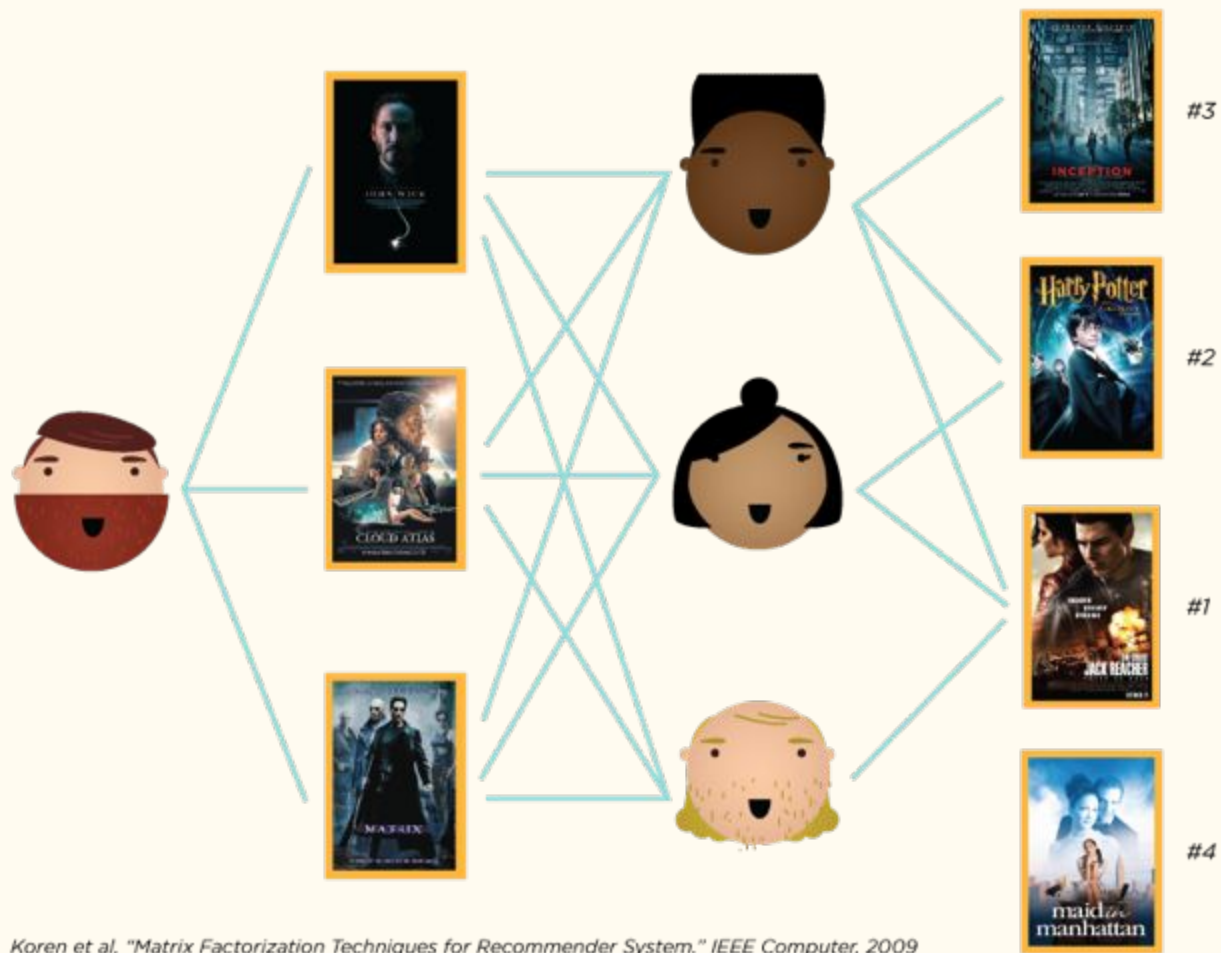 JOHN WICK
CLOUD ATLAS
MATRIX
INCEPTION
#3
Harry Potter
#2
JACK REACHER
#1
maid in
manhattan
#4
Koren et al. "Matrix Factorization Techniques for Recommender System." IEEE Computer, 2009